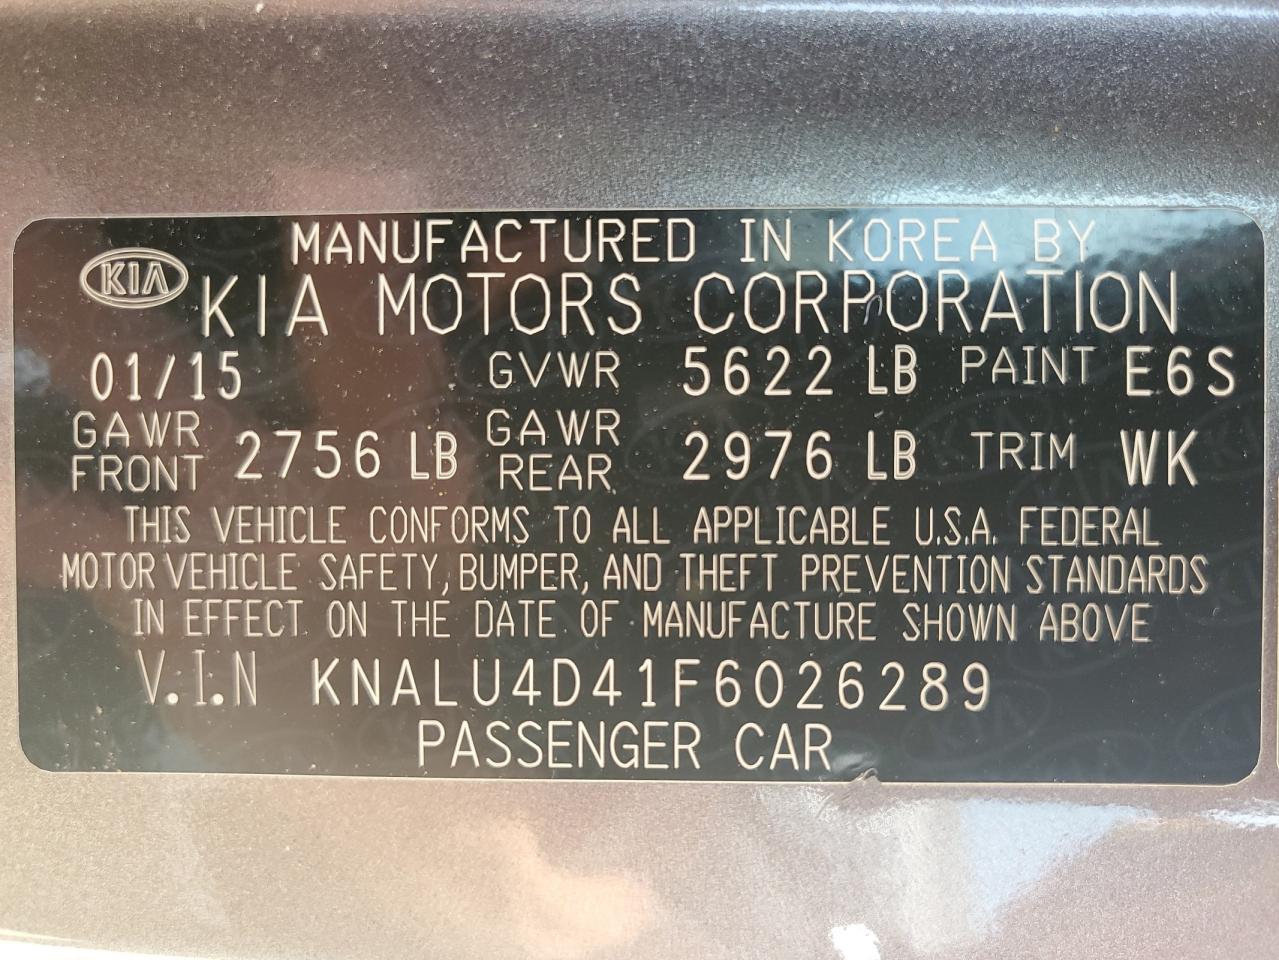 MANUFACTURED IN KOREA BY
KIA KIA MOTORS CORPORATION
01/15 GVWR 5622 LB PAINT E6S
GAWR FRONT 2756 LB GAWR REAR 2976 LB TRIM WK
THIS VEHICLE CONFORMS TO ALL APPLICABLE U.S.A. FEDERAL
MOTOR VEHICLE SAFETY, BUMPER, AND THEFT PREVENTION STANDARDS
IN EFFECT ON THE DATE OF MANUFACTURE SHOWN ABOVE
V.I.N KNALU4D41F6026289
PASSENGER CAR